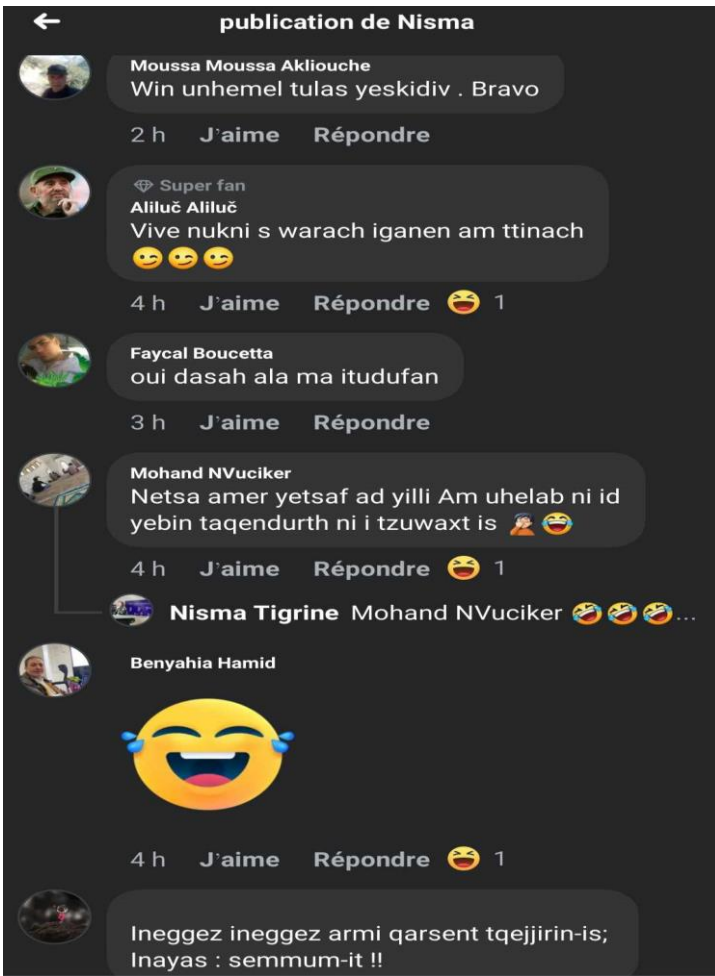 publication de Nisma
Moussa Moussa Akliouche
Win unhemel tulas yeskidiv . Bravo
2 h J'aime Répondre
Super fan
Aliluč Aliluč
Vive nukni s warach iganen am ttinach
😉😉😉
4 h J'aime Répondre 😆 1
Faycal Boucetta
oui dasah ala ma itudufan
3 h J'aime Répondre
Mohand NVuciker
Netsa amer yetsaf ad yilli Am uhelab ni id
yebin taqendurth ni i tzuwaxt is 🤦😂
4 h J'aime Répondre 😆 1
Nisma Tigrine Mohand NVuciker 🤣🤣🤣...
Benyahia Hamid
4 h J'aime Répondre 😆 1
Ineggez ineggez armi qarsent tqejjirin-is;
Inayas : semmum-it !!